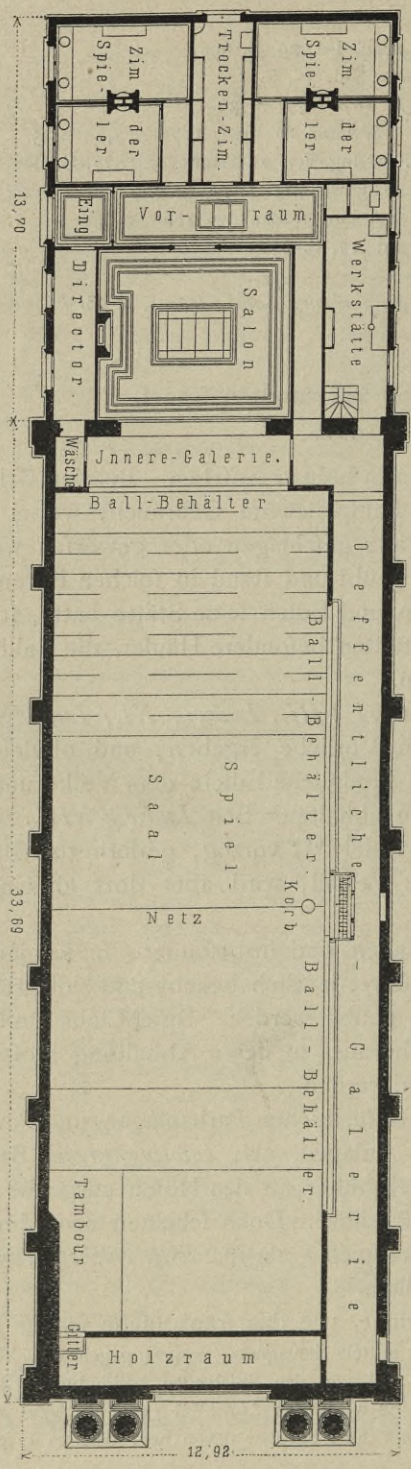 Zim
Spie-
der
ler.
Trocken-Zim.
Zim
Spie-
der
ler.
13,70
Eing
Vor-raum.
Werkstätte
Director.
Salon
Wäsche
Jnnere-Galerie.
Ball-Behälter
Oeffentliche-Galerie
Ball-Behälter.
Spiel
Saal
Marqueur
Korb
Netz
33,69
Ball-Behälter.
Tambour
Gitter
Holzraum
12,92